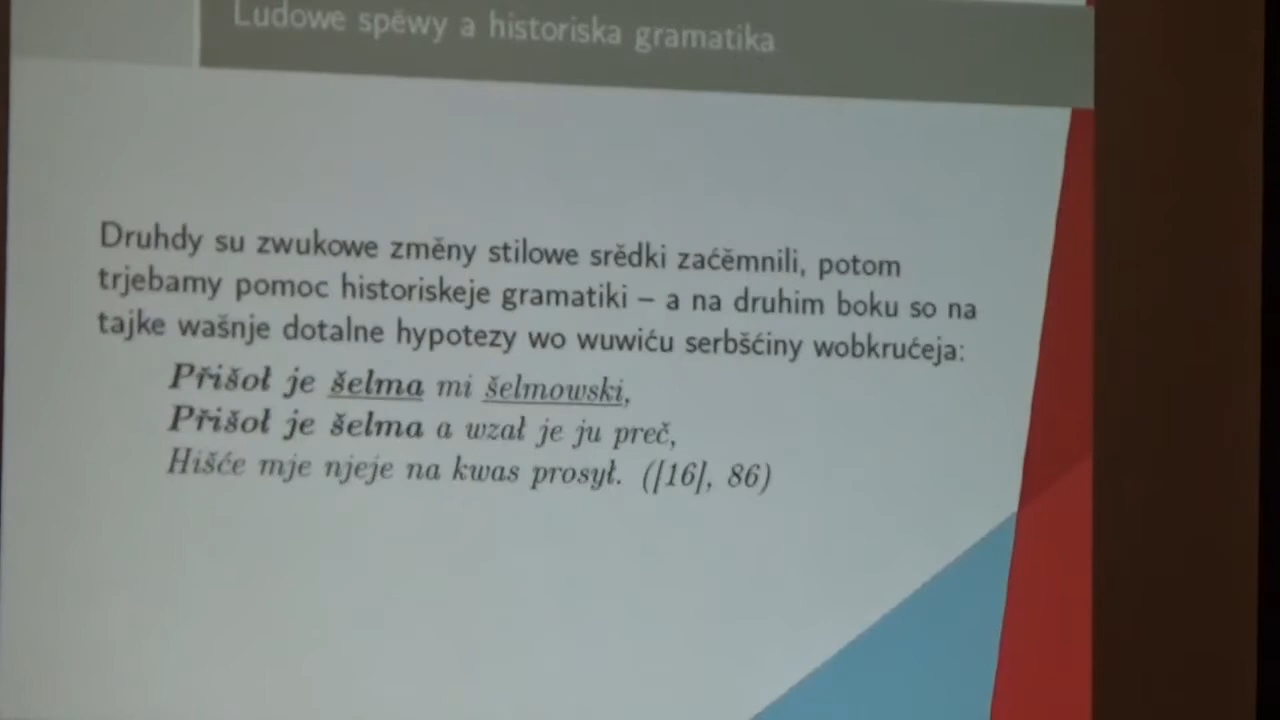 Ludowe spěwy a historiska gramatika
Druhdy su zwukowe změny stilowe srědki zaćěmnili, potom
trjebamy pomoc historiskeje gramatiki – a na druhim boku so na
tajke wašnje dotalne hypotezy wo wuwiću serbšćiny wobkrućeja:
Přišoł je šelma mi šelmowski,
Přišoł je šelma a wzał je ju preč,
Hišće mje njeje na kwas prosył. ([16], 86)